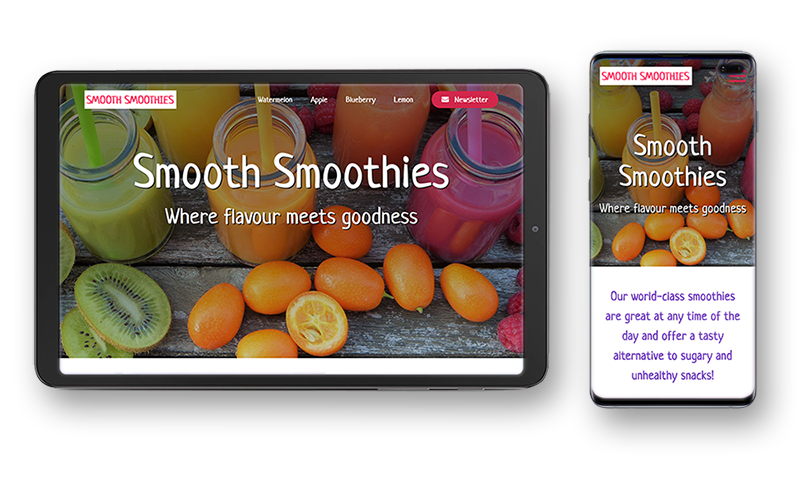 SMOOTH SMOOTHIES
Watermelon Apple Blueberry Lemon Newsletter
Smooth Smoothies
Where flavour meets goodness
SMOOTH SMOOTHIES
Smooth
Smoothies
Where flavour meets goodness
Our world-class smoothies
are great at any time of the
day and offer a tasty
alternative to sugary and
unhealthy snacks!